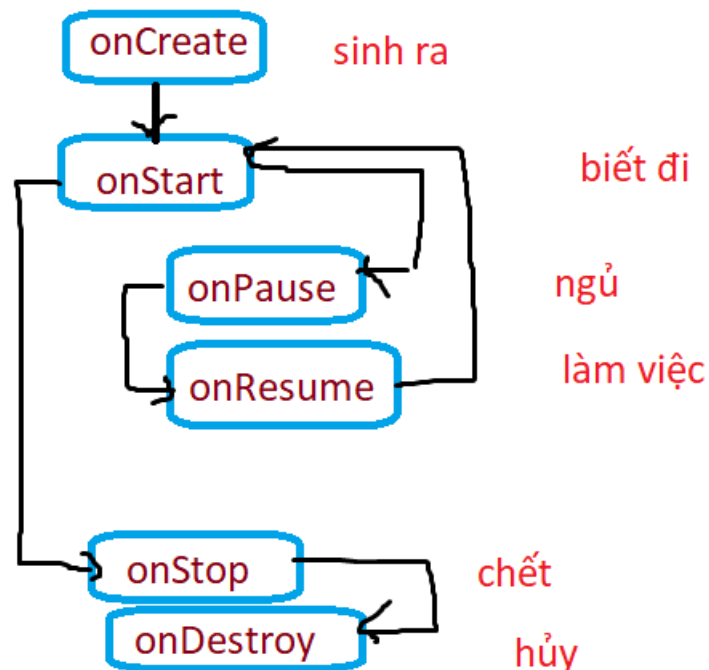 onCreate
sinh ra
onStart
biết đi
onPause
ngủ
onResume
làm việc
onStop
chết
onDestroy
hủy